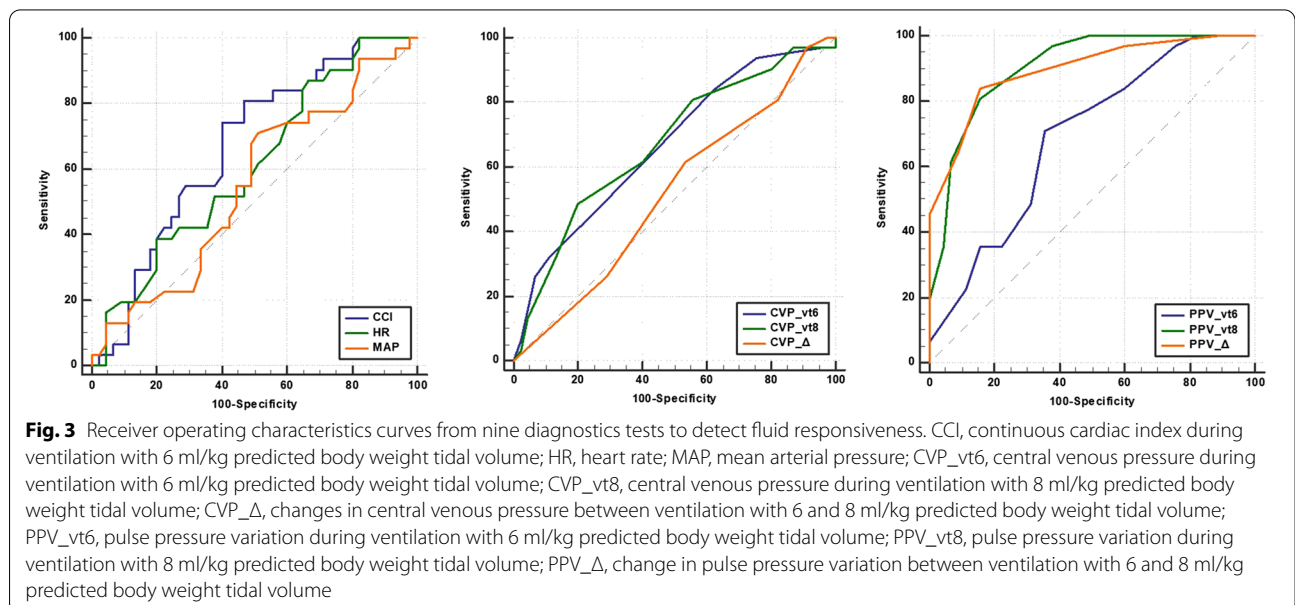 100
80
60
40
20
0
Sensitivity
0 20 40 60 80 100
100-Specificity
CCI
HR
MAP
100
80
60
40
20
0
Sensitivity
0 20 40 60 80 100
100-Specificity
CVP_vt6
CVP_vt8
CVP_Δ
100
80
60
40
20
0
Sensitivity
0 20 40 60 80 100
100-Specificity
PPV_vt6
PPV_vt8
PPV_Δ
Fig. 3 Receiver operating characteristics curves from nine diagnostics tests to detect fluid responsiveness. CCI, continuous cardiac index during
ventilation with 6 ml/kg predicted body weight tidal volume; HR, heart rate; MAP, mean arterial pressure; CVP_vt6, central venous pressure during
ventilation with 6 ml/kg predicted body weight tidal volume; CVP_vt8, central venous pressure during ventilation with 8 ml/kg predicted body
weight tidal volume; CVP_Δ, changes in central venous pressure between ventilation with 6 and 8 ml/kg predicted body weight tidal volume;
PPV_vt6, pulse pressure variation during ventilation with 6 ml/kg predicted body weight tidal volume; PPV_vt8, pulse pressure variation during
ventilation with 8 ml/kg predicted body weight tidal volume; PPV_Δ, change in pulse pressure variation between ventilation with 6 and 8 ml/kg
predicted body weight tidal volume